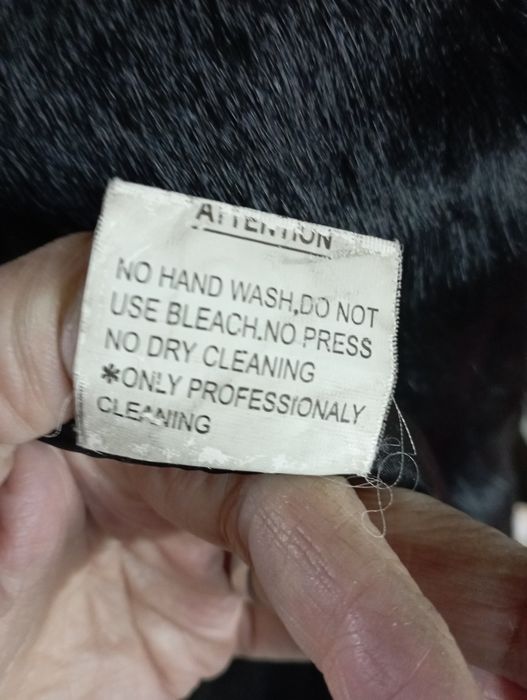 ATTENTION
NO HAND WASH,DO NOT
USE BLEACH.NO PRESS
NO DRY CLEANING
*ONLY PROFESSIONALY
CLEANING